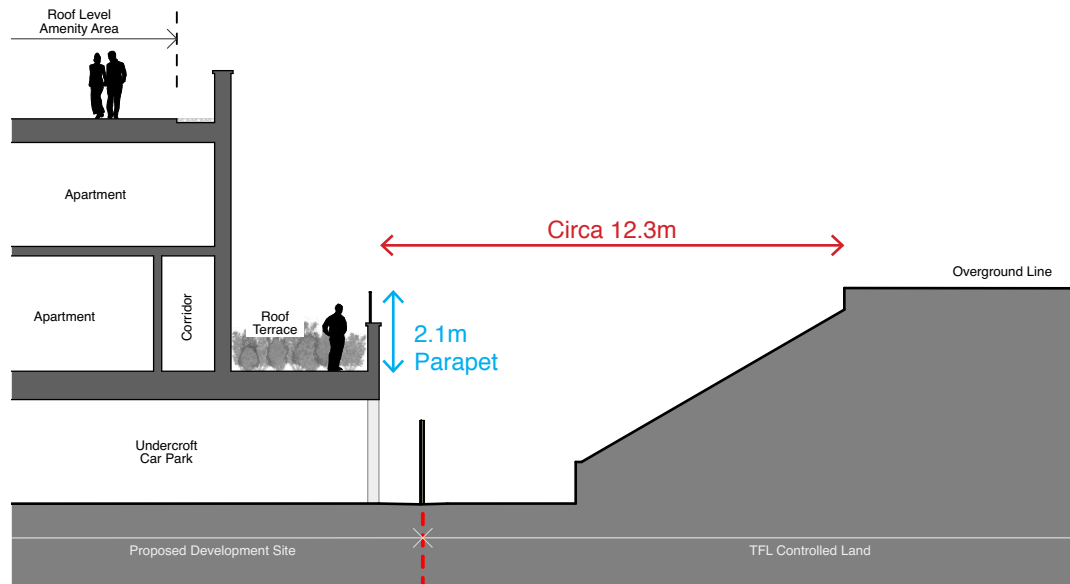 Roof Level
Amenity Area
Apartment
Circa 12.3m
Overground Line
Apartment
Corridor
Roof
Terrace
2.1m
Parapet
Undercroft
Car Park
Proposed Development Site
TFL Controlled Land